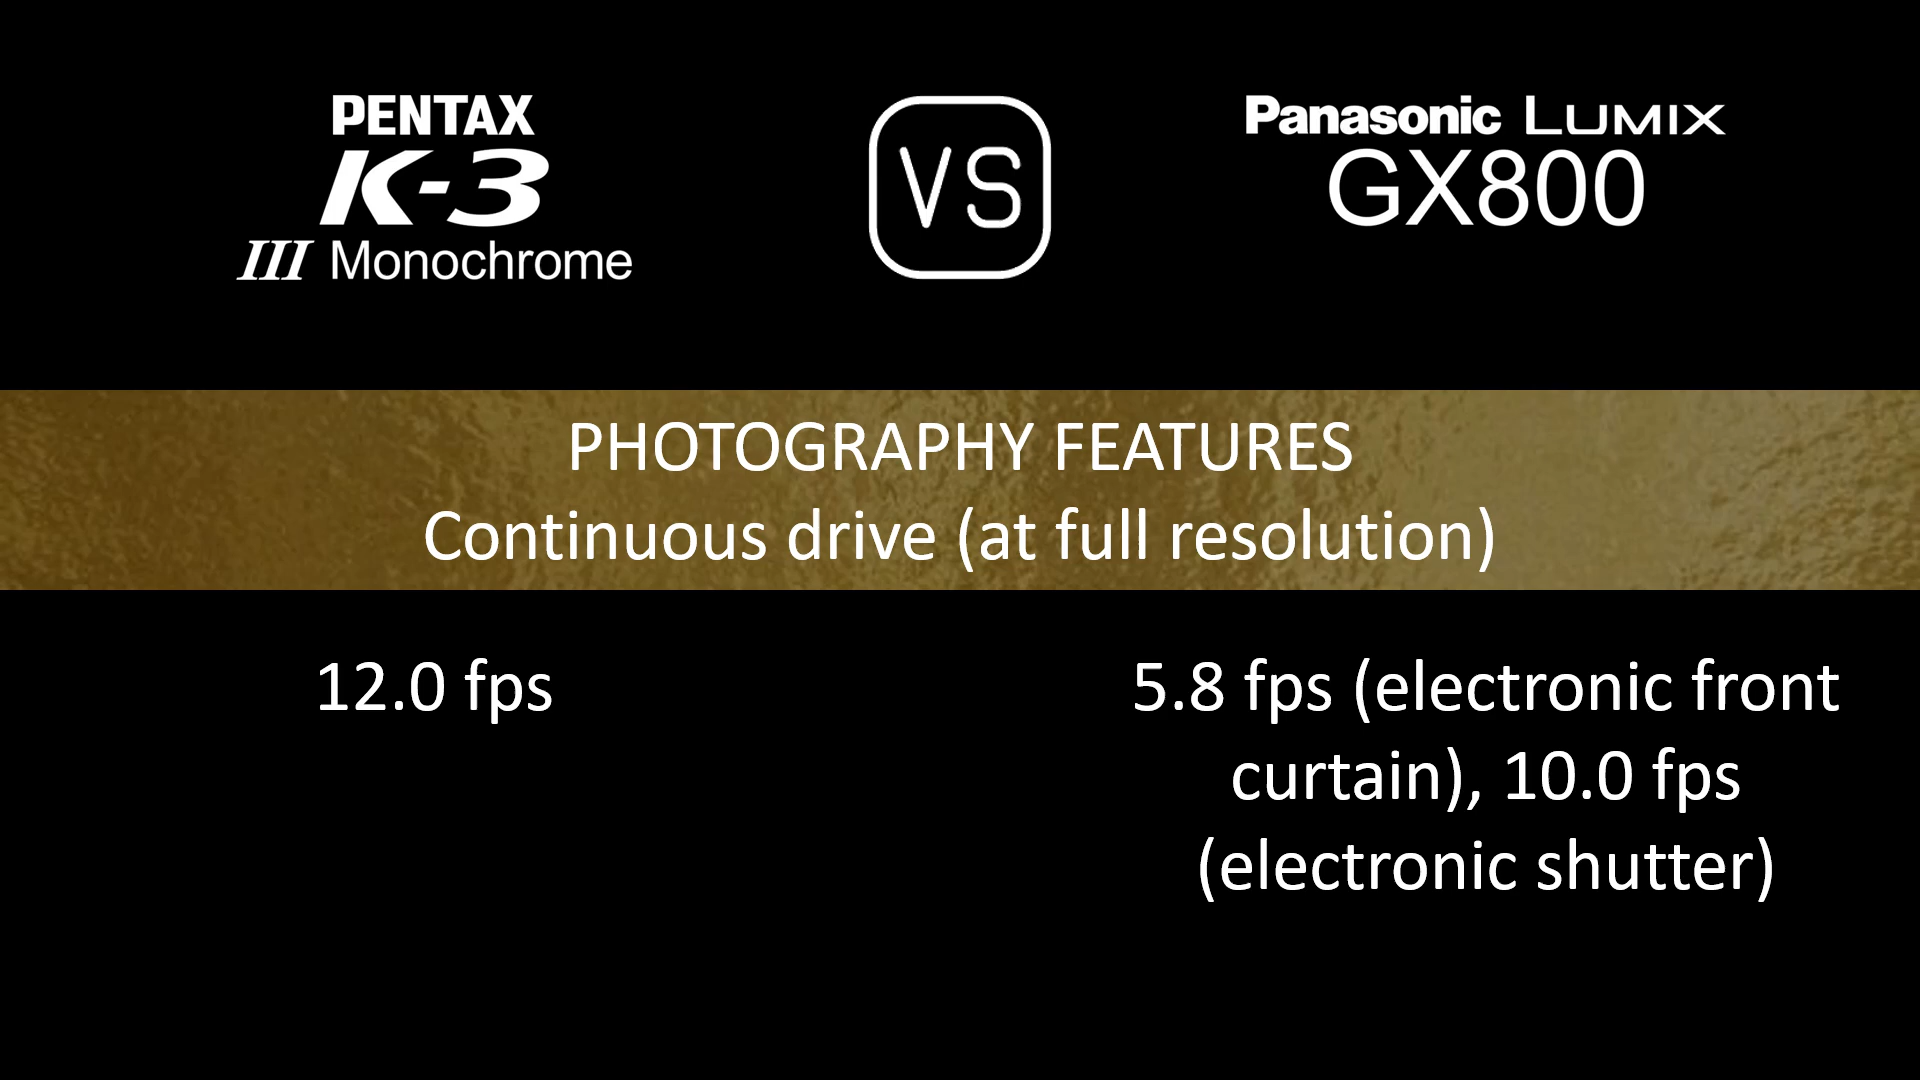 PENTAX
K-3
III Monochrome
VS
Panasonic LUMIX
GX800
PHOTOGRAPHY FEATURES
Continuous drive (at full resolution)
12.0 fps
5.8 fps (electronic front
curtain), 10.0 fps
(electronic shutter)